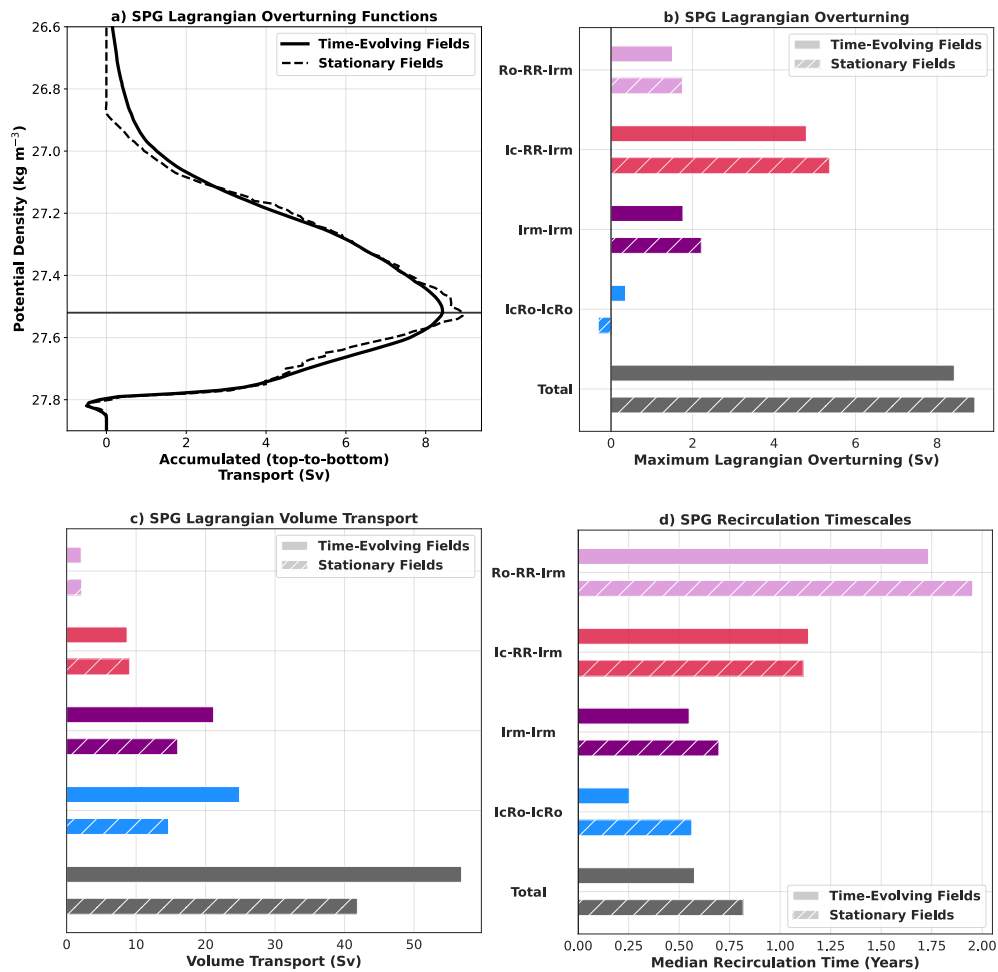 a) SPG Lagrangian Overturning Functions
Time-Evolving Fields
Stationary Fields
26.6
26.8
27.0
27.2
27.4
27.6
27.8
Potential Density (kg m⁻³)
0
2
4
6
8
Accumulated (top-to-bottom)
Transport (Sv)
b) SPG Lagrangian Overturning
Time-Evolving Fields
Stationary Fields
Ro-RR-Irm
Ic-RR-Irm
Irm-Irm
IcRo-IcRo
Total
0
2
4
6
8
Maximum Lagrangian Overturning (Sv)
c) SPG Lagrangian Volume Transport
Time-Evolving Fields
Stationary Fields
0
10
20
30
40
50
Volume Transport (Sv)
d) SPG Recirculation Timescales
Ro-RR-Irm
Ic-RR-Irm
Irm-Irm
IcRo-IcRo
Total
Time-Evolving Fields
Stationary Fields
0.00
0.25
0.50
0.75
1.00
1.25
1.50
1.75
2.00
Median Recirculation Time (Years)